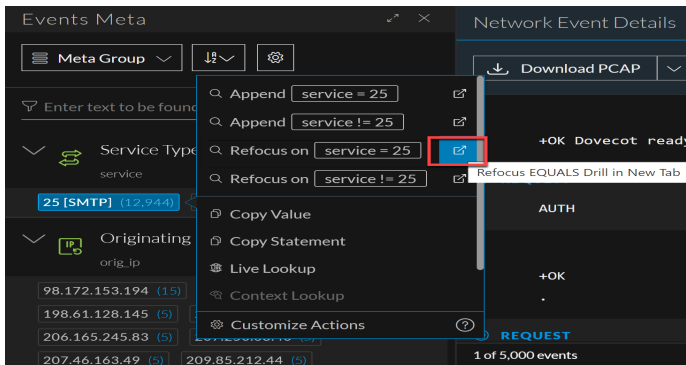 Events Meta
Network Event Details
Meta Group
Download PCAP
Enter text to be foun
Append service = 25
Append service != 25
Refocus on service = 25
Refocus on service != 25
Refocus EQUALS Drill in New Tab
Copy Value
Copy Statement
Live Lookup
Context Lookup
Customize Actions
Service Type
service
25 [SMTP] (12,944)
Originating
orig_ip
98.172.153.194 (15)
198.61.128.145 (5)
206.165.245.83 (5)
207.46.163.49 (5) 209.85.212.44 (5)
+OK Dovecot ready
AUTH
+OK
.
REQUEST
1 of 5,000 events